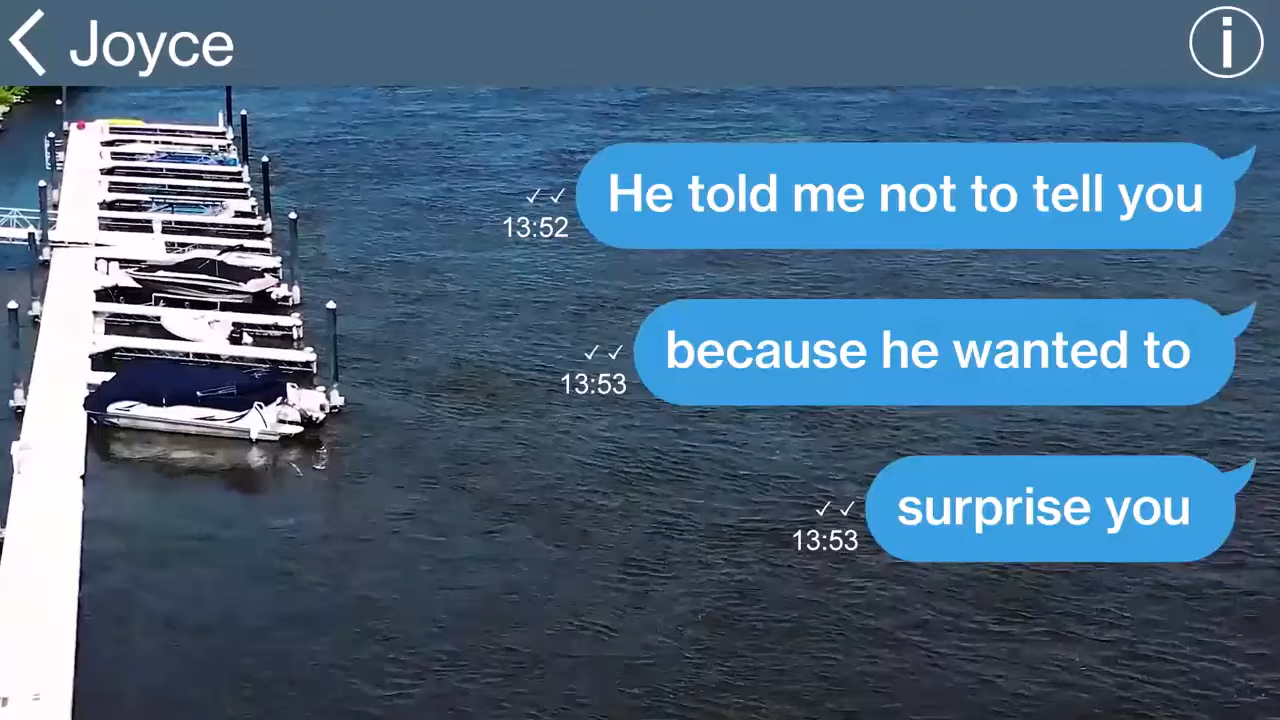 Joyce
He told me not to tell you
13:52
because he wanted to
13:53
surprise you
13:53